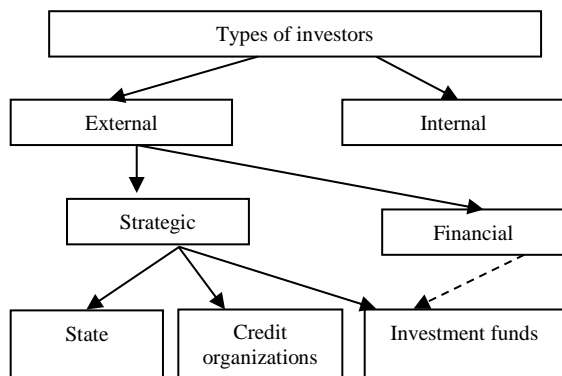 Types of investors
External
Internal
Strategic
Financial
State
Credit
organizations
Investment funds